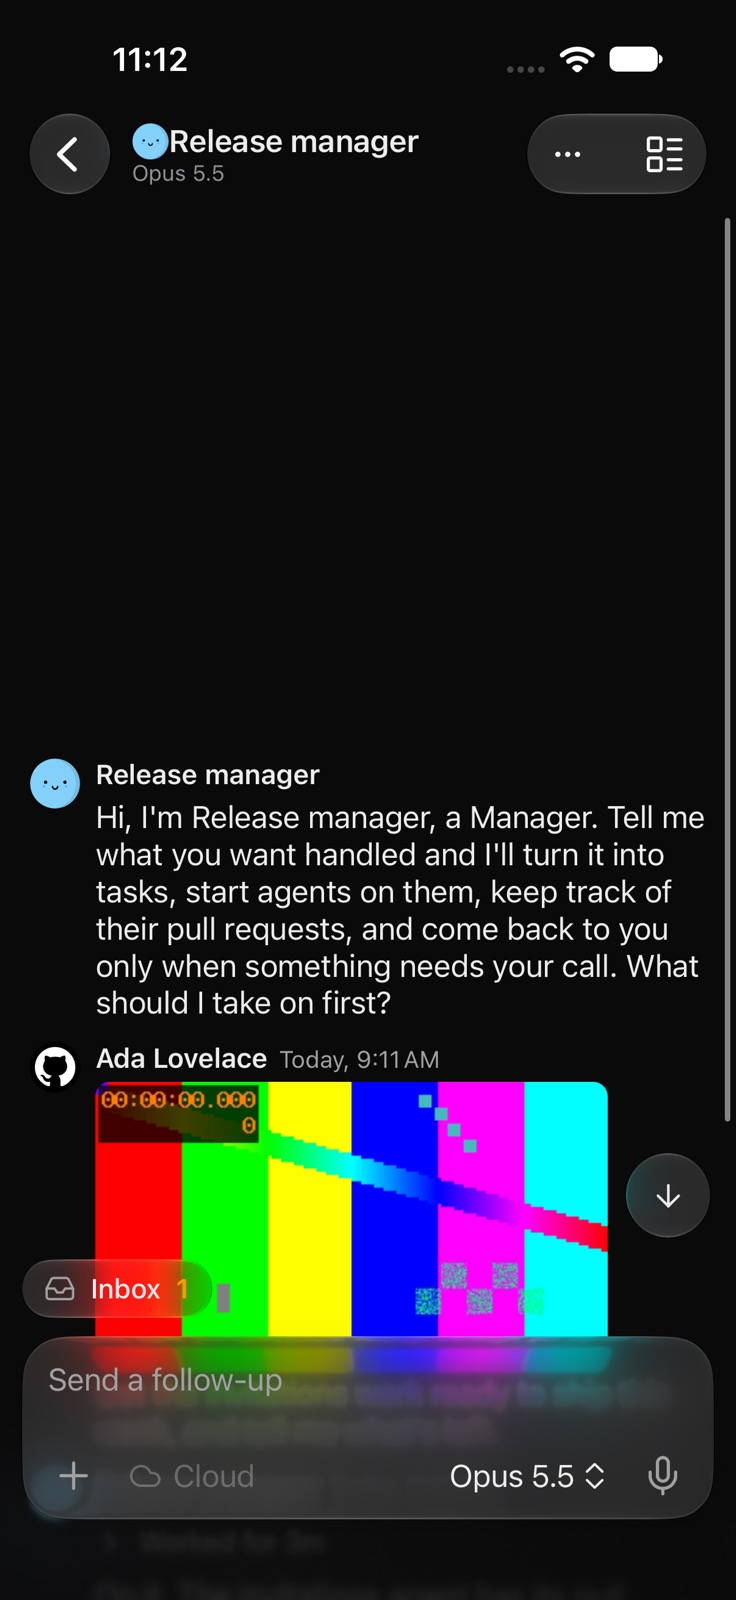 11:12
Release manager
Opus 5.5
Release manager
Hi, I'm Release manager, a Manager. Tell me
what you want handled and I'll turn it into
tasks, start agents on them, keep track of
their pull requests, and come back to you
only when something needs your call. What
should I take on first?
Ada Lovelace Today, 9:11 AM
00:00:00.000
0
Inbox 1
Send a follow-up
Cloud
Opus 5.5
Worked for 3m